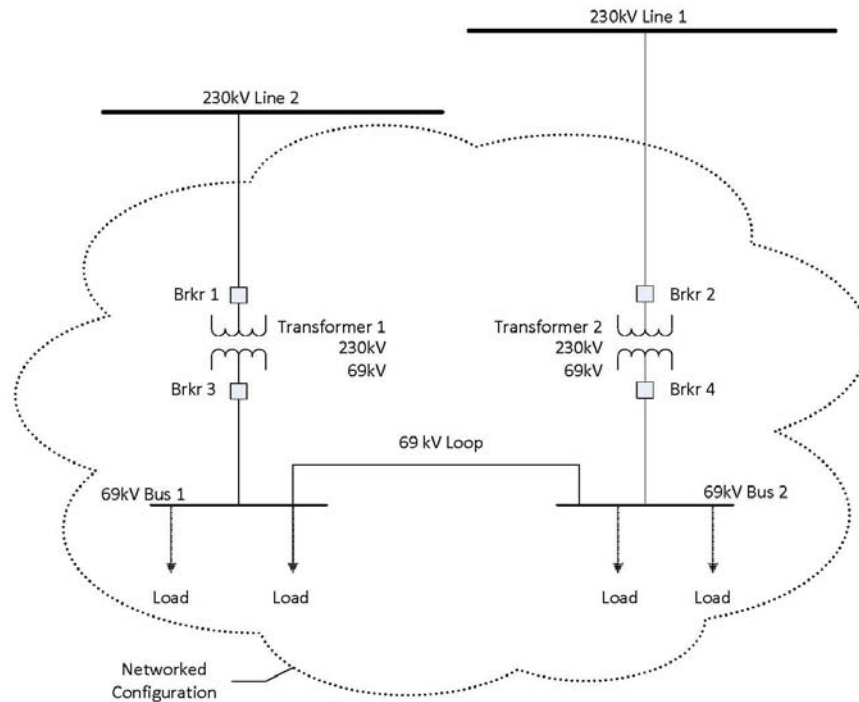 230kV Line 1
230kV Line 2
Brkr 1
Transformer 1
230kV
69kV
Brkr 3
Transformer 2
230kV
69kV
Brkr 2
Brkr 4
69 kV Loop
69kV Bus 1
69kV Bus 2
Load
Load
Load
Load
Networked
Configuration